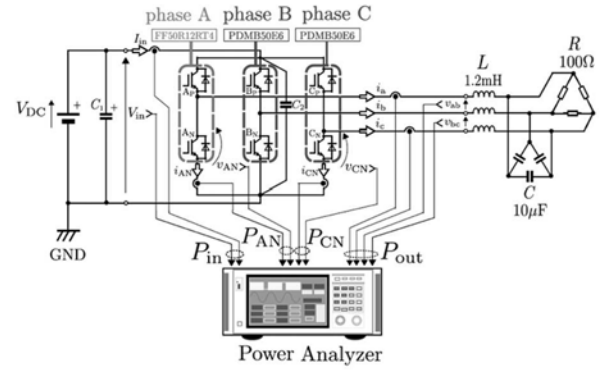 phase A phase B phase C
FF50R12RT4 PDMB50E6 PDMB50E6
I_in
V_DC
C_1
V_in
A_P B_P C_P
C_2
A_N B_N C_N
v_AN v_CN
i_AN i_CN
i_a
i_b
i_c
v_ab
v_bc
L
1.2mH
R
100Ω
C
10μF
GND
P_in P_AN P_CN P_out
Power Analyzer